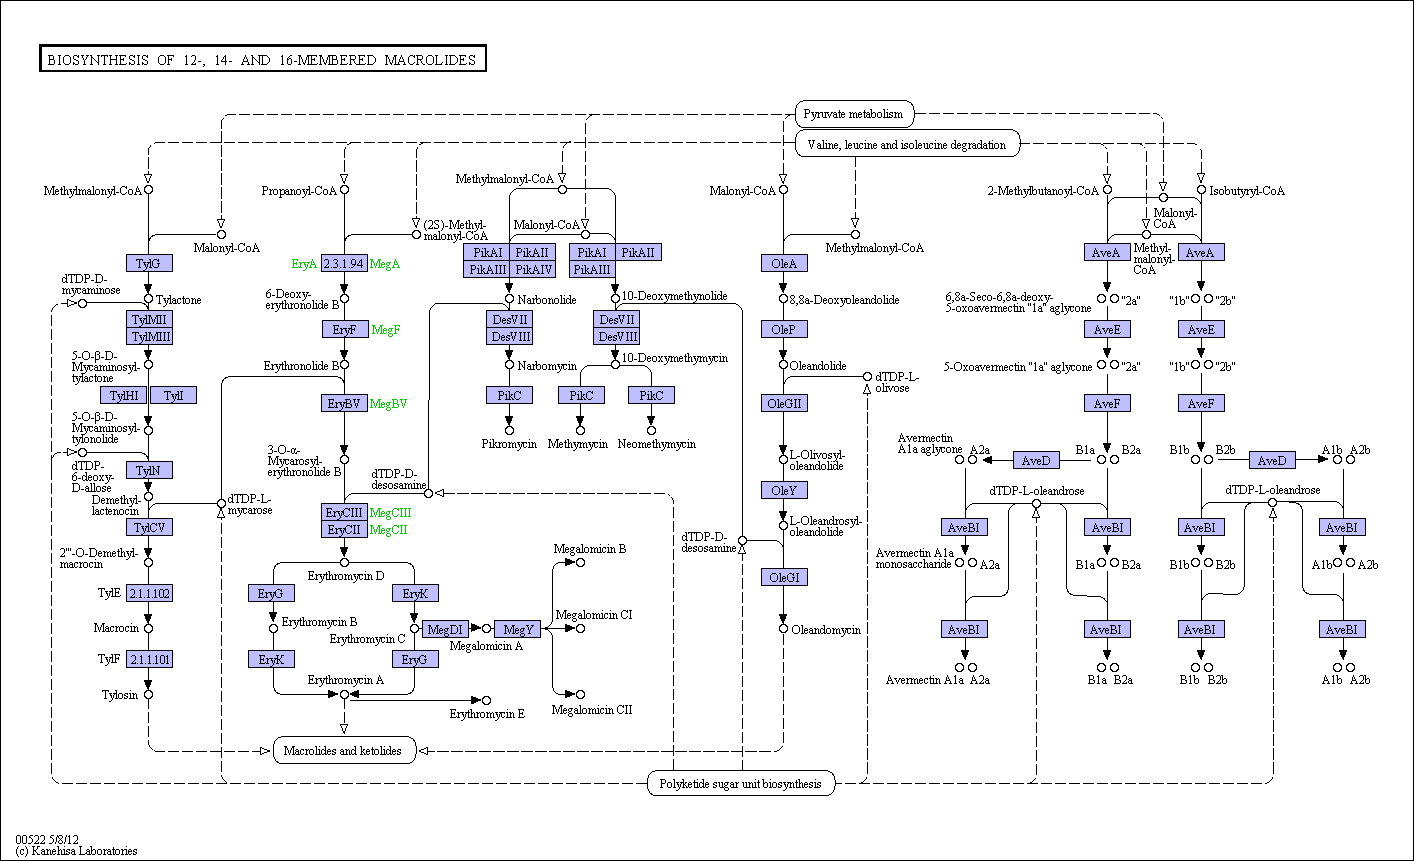 BIOSYNTHESIS OF 12-, 14- AND 16-MEMBERED MACROLIDES
Pyruvate metabolism
Valine, leucine and isoleucine degradation
Methylmalonyl-CoA
Propanoyl-CoA
Methylmalonyl-CoA
Malonyl-CoA
2-Methylbutanoyl-CoA
Isobutyryl-CoA
Malonyl-CoA
(2S)-Methyl-
malonyl-CoA
Malonyl-CoA
Methylmalonyl-CoA
Malonyl-
CoA
Methyl-
malonyl-
CoA
TylG
EryA
2.3.1.94
MegA
PikAI
PikAII
PikAIII
PikAIV
PikAI
PikAII
PikAIII
OleA
AveA
AveA
dTDP-D-
mycaminose
Tylactone
6-Deoxy-
erythronolide B
Narbonolide
10-Deoxymethynolide
8,8a-Deoxyoleandolide
6,8a-Seco-6,8a-deoxy-
5-oxoavermectin "1a" aglycone
"2a"
"1b"
"2b"
TylMII
TylMIII
EryF
MegF
DesVII
DesVIII
DesVII
DesVIII
OleP
AveE
AveE
5-O-β-D-
Mycaminosyl-
tylactone
Erythronolide B
Narbomycin
10-Deoxymethymycin
Oleandolide
dTDP-L-
olivose
5-Oxoavermectin "1a" aglycone
"2a"
"1b"
"2b"
TylHI
TylI
EryBV
MegBV
PikC
PikC
PikC
OleGII
AveF
AveF
5-O-β-D-
Mycaminosyl-
tylonolide
Pikromycin
Methymycin
Neomethymycin
3-O-α-
Mycarosyl-
erythronolide B
L-Olivosyl-
oleandolide
Avermectin
A1a aglycone
A2a
AveD
B1a
B2a
B1b
B2b
AveD
A1b
A2b
TylN
dTDP-
6-deoxy-
D-allose
dTDP-D-
desosamine
Demethyl-
lactenocin
dTDP-L-
mycarose
OleY
dTDP-L-oleandrose
dTDP-L-oleandrose
TylCV
EryCIII
MegCIII
EryCII
MegCII
L-Oleandrosyl-
oleandolide
AveBI
AveBI
AveBI
AveBI
dTDP-D-
desosamine
2'''-O-Demethyl-
macrocin
Erythromycin D
Megalomicin B
Avermectin A1a
monosaccharide
A2a
B1a
B2a
B1b
B2b
A1b
A2b
OleGI
TylE
2.1.1.102
EryG
EryK
Megalomicin CI
Macrocin
Erythromycin B
Erythromycin C
MegDI
MegY
Megalomicin A
Oleandomycin
AveBI
AveBI
AveBI
AveBI
TylF
2.1.1.101
EryK
EryG
Tylosin
Erythromycin A
Erythromycin E
Megalomicin CII
Avermectin A1a
A2a
B1a
B2a
B1b
B2b
A1b
A2b
Macrolides and ketolides
Polyketide sugar unit biosynthesis
00522 5/8/12
(c) Kanehisa Laboratories